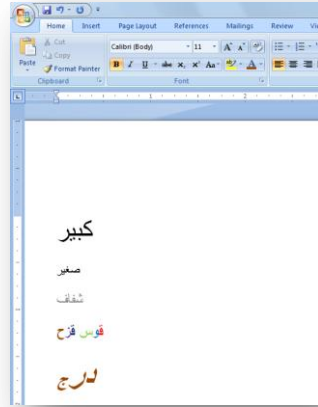 Home Insert Page Layout References Mailings Review
Cut
Copy
Paste
Format Painter
Calibri (Body) 11
Clipboard
Font
كبير
صغير
شفاف
قوس قزح
دارج